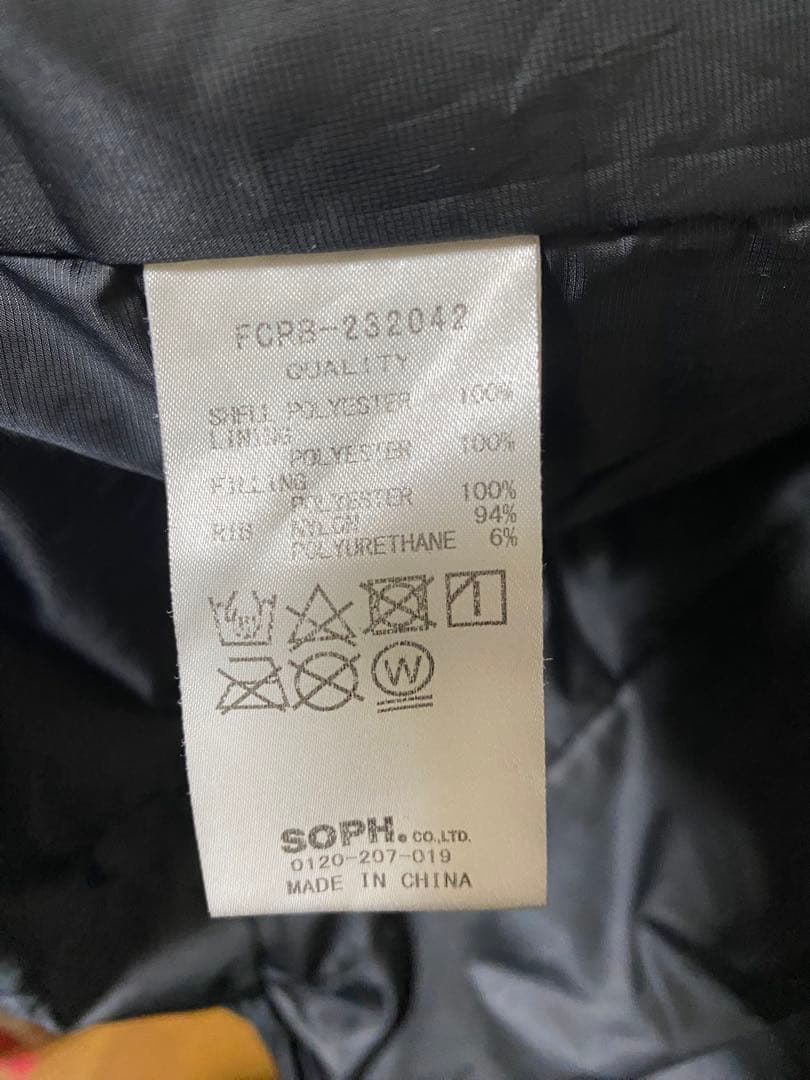 FCRB-232042
QUALITY
SHELL POLYESTER 100%
LINING
POLYESTER 100%
FILLING
POLYESTER 100%
RIB NYLON 94%
POLYURETHANE 6%
W
SOPH. CO.,LTD.
0120-207-019
MADE IN CHINA